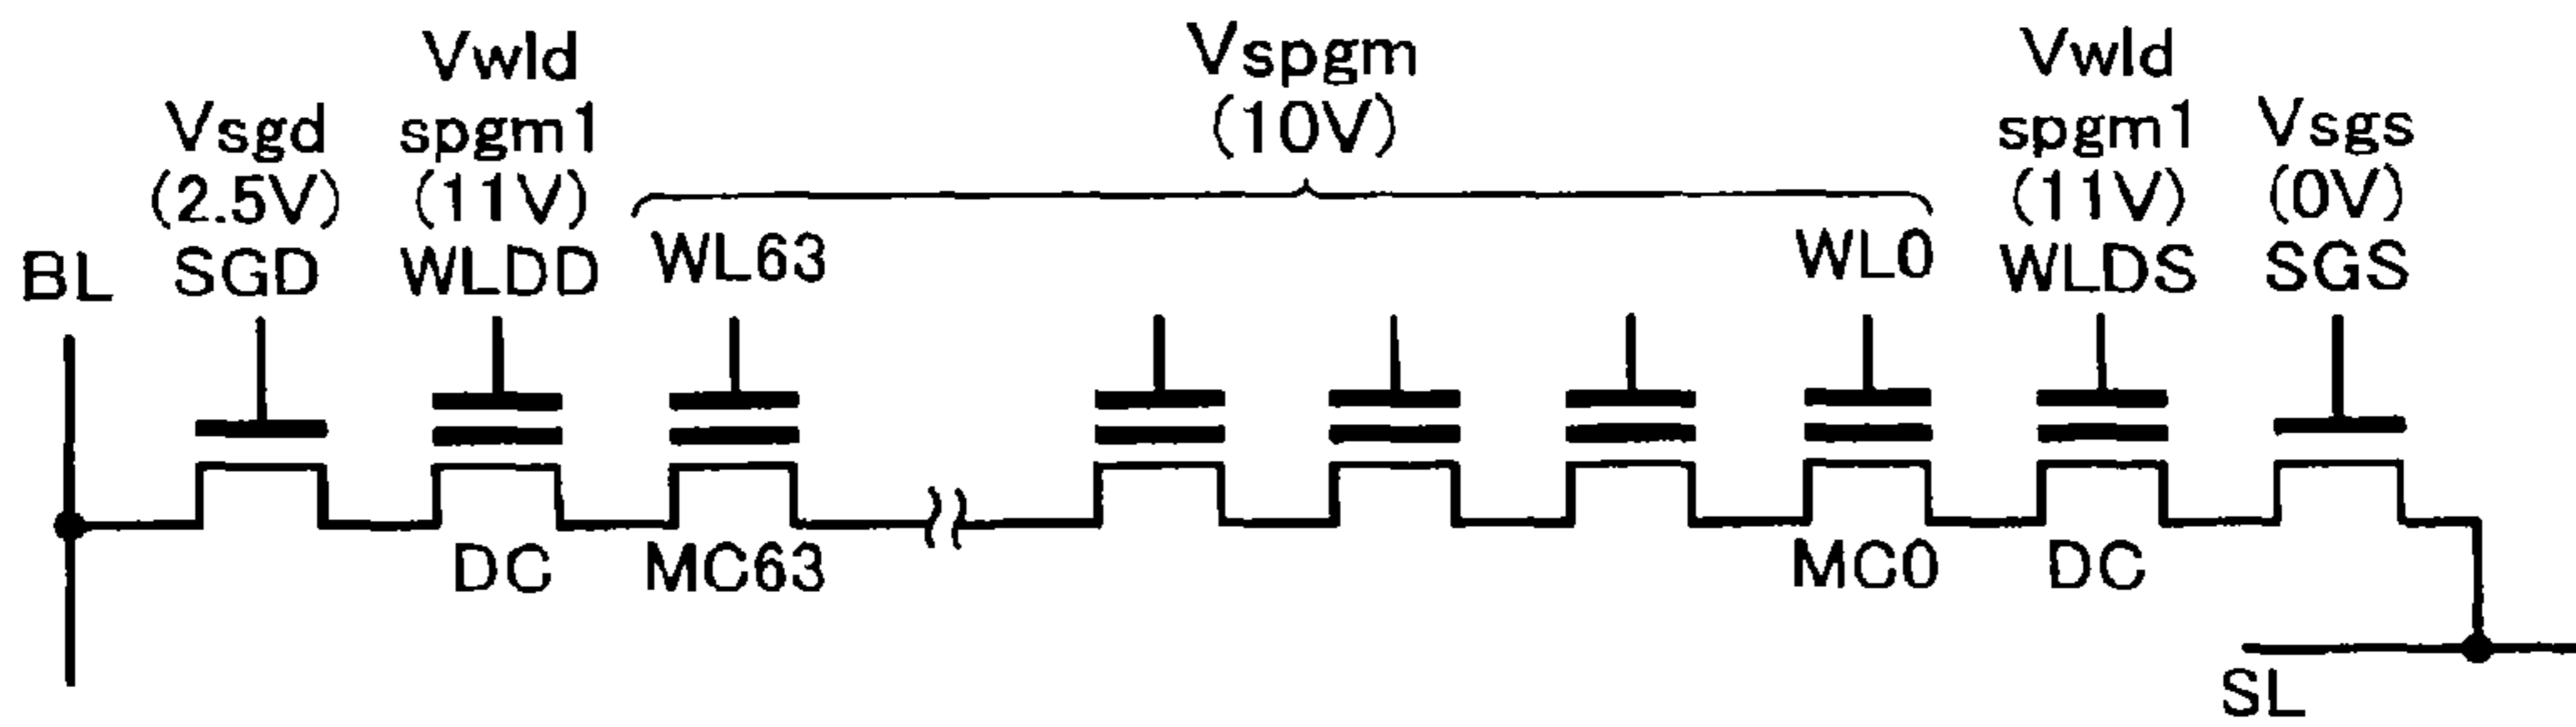 Vspgm
(10V)
Vwld
spgm1
(11V)
WLDD
Vwld
spgm1
(11V)
WLDS
Vsgd
(2.5V)
SGD
Vsgs
(0V)
SGS
BL
WL63
WL0
DC
MC63
MC0
DC
SL